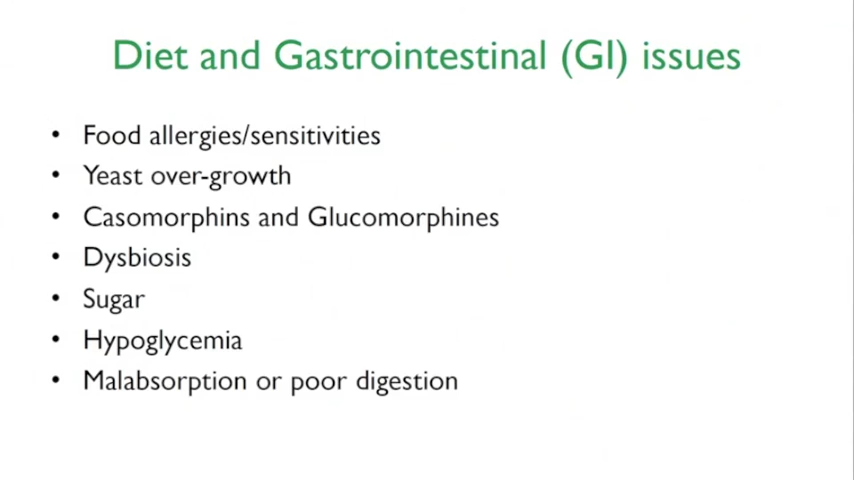 Diet and Gastrointestinal (GI) issues
• Food allergies/sensitivities
• Yeast over-growth
• Casomorphins and Glucomorphines
• Dysbiosis
• Sugar
• Hypoglycemia
• Malabsorption or poor digestion